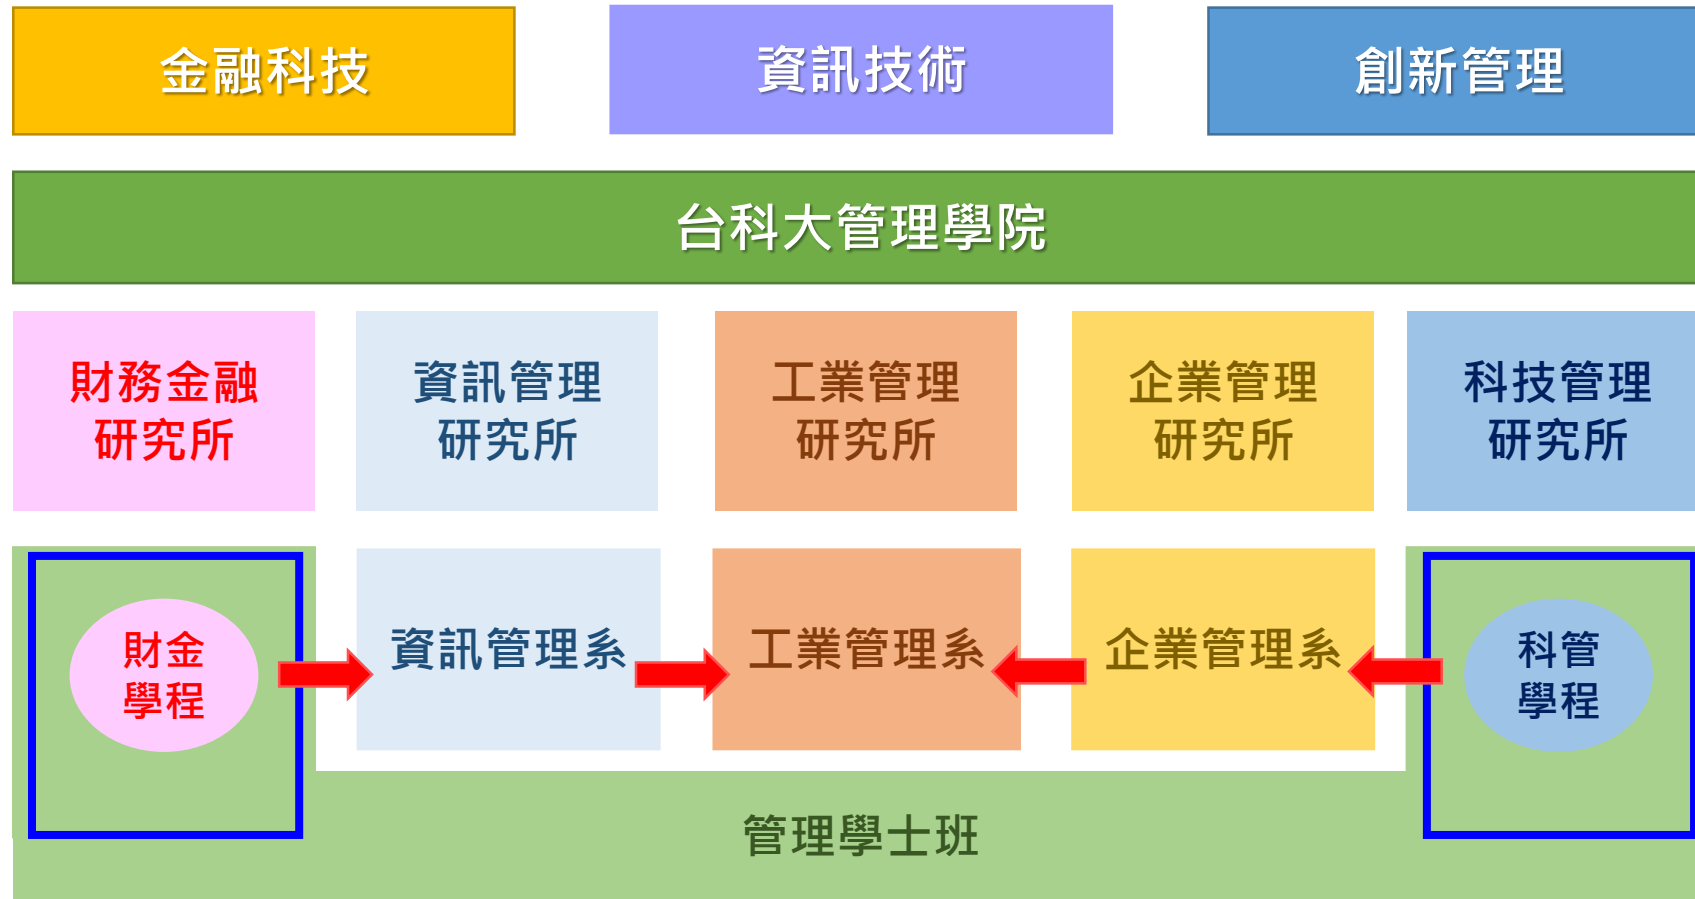 金融科技
資訊技術
創新管理
台科大管理學院
財務金融
研究所
資訊管理
研究所
工業管理
研究所
企業管理
研究所
科技管理
研究所
財金
學程
資訊管理系
工業管理系
企業管理系
科管
學程
管理學士班